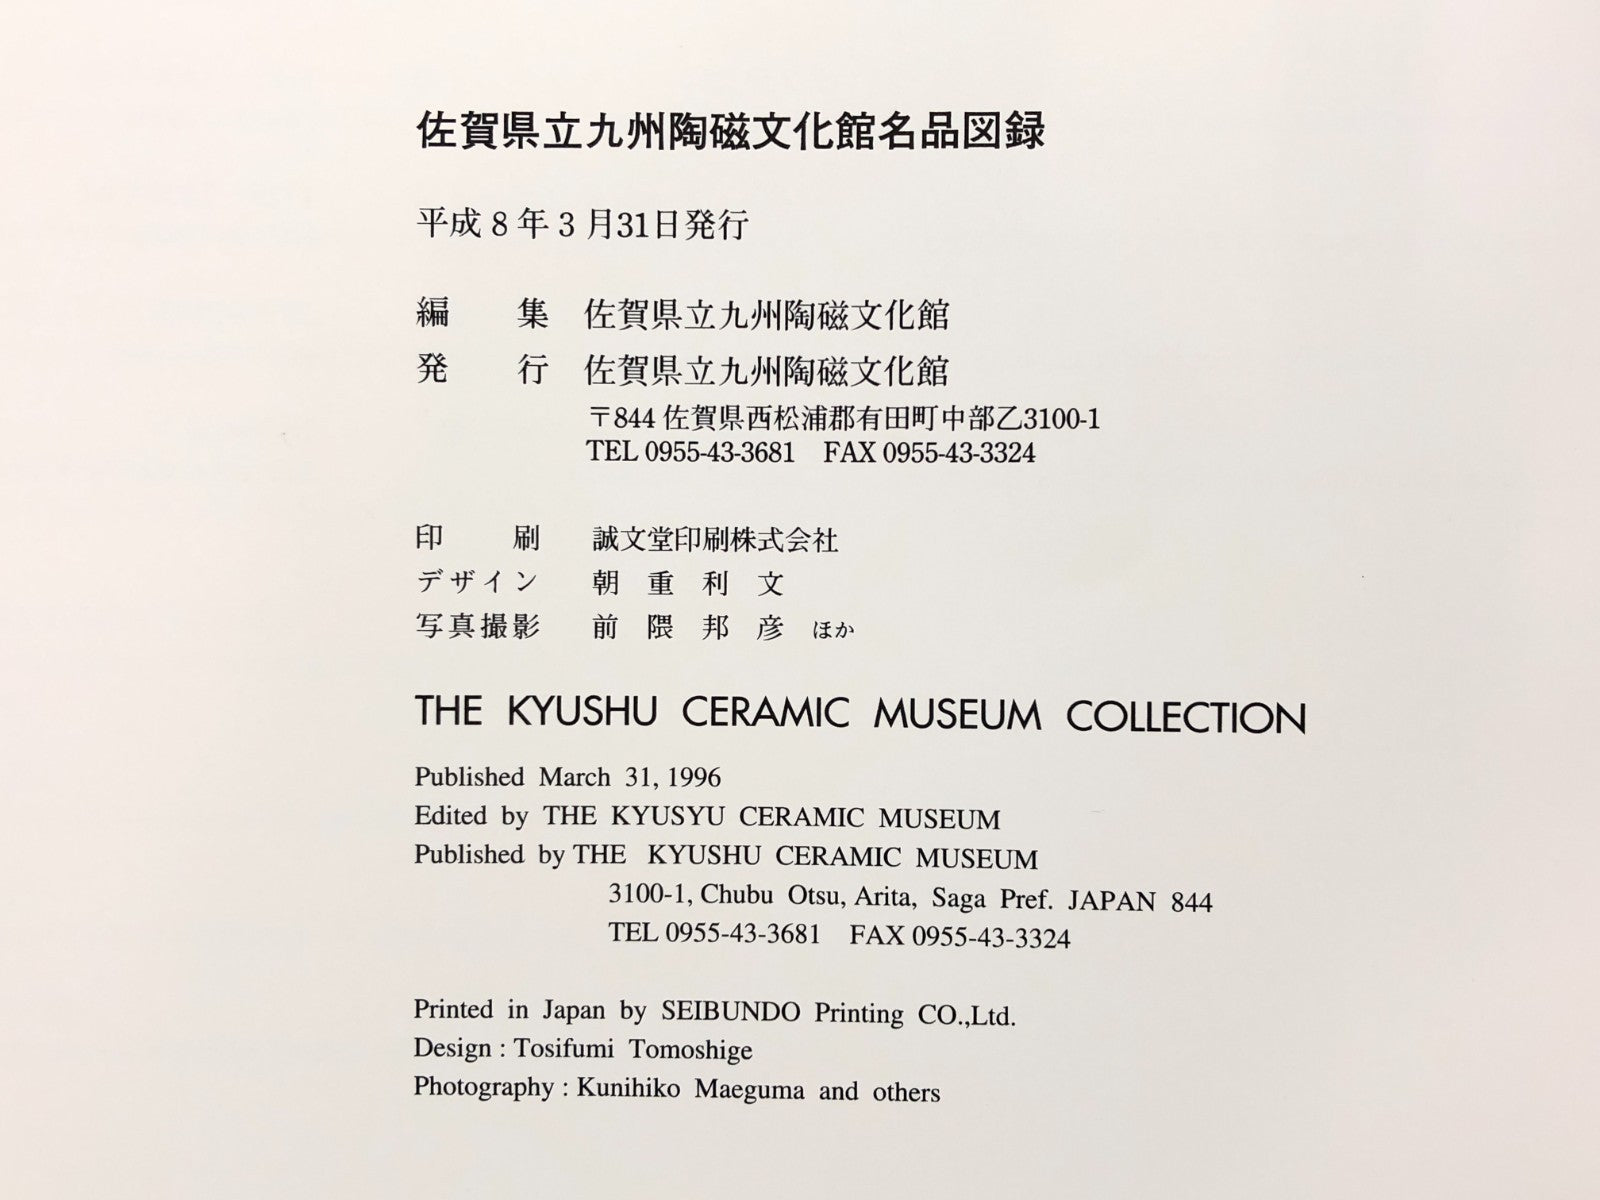 佐賀県立九州陶磁文化館名品図録
平成8年3月31日発行
編 集 佐賀県立九州陶磁文化館
発 行 佐賀県立九州陶磁文化館
〒844 佐賀県西松浦郡有田町中部乙3100-1
TEL 0955-43-3681 FAX 0955-43-3324
印 刷 誠文堂印刷株式会社
デザイン 朝 重 利 文
写真撮影 前 隈 邦 彦 ほか
THE KYUSHU CERAMIC MUSEUM COLLECTION
Published March 31, 1996
Edited by THE KYUSYU CERAMIC MUSEUM
Published by THE KYUSHU CERAMIC MUSEUM
3100-1, Chubu Otsu, Arita, Saga Pref. JAPAN 844
TEL 0955-43-3681 FAX 0955-43-3324
Printed in Japan by SEIBUNDO Printing CO.,Ltd.
Design : Tosifumi Tomoshige
Photography : Kunihiko Maeguma and others